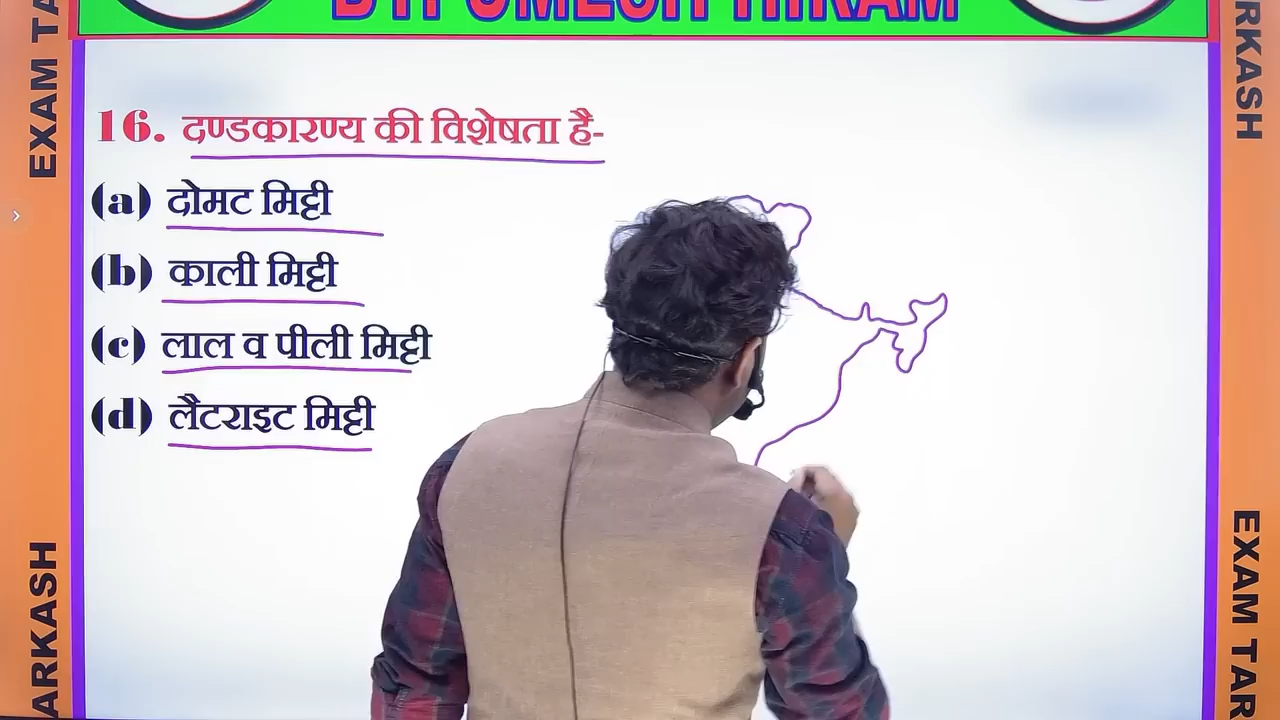 16. दण्डकारण्य की विशेषता है-
(a) दोमट मिट्टी
(b) काली मिट्टी
(c) लाल व पीली मिट्टी
(d) लैटराइट मिट्टी
EXAM TA
ARKASH
ARKASH
EXAM TAR